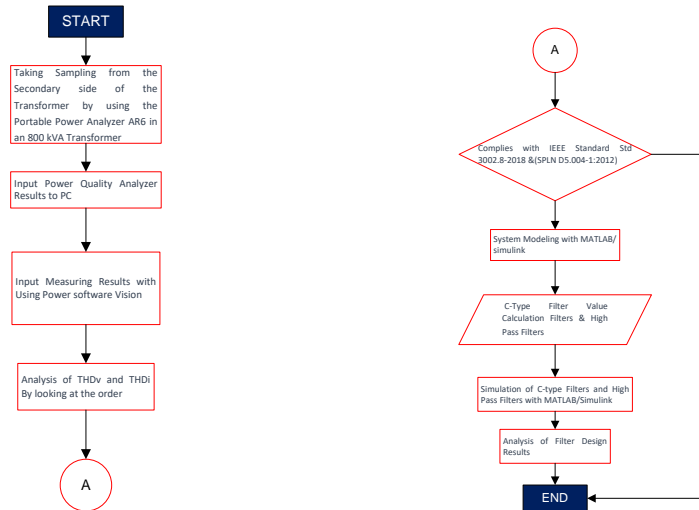 START
Taking Sampling from the
Secondary side of the
Transformer by using the
Portable Power Analyzer AR6 in
an 800 kVA Transformer
Input Power Quality Analyzer
Results to PC
Input Measuring Results with
Using Power software Vision
Analysis of THDv and THDi
By looking at the order
A
A
Complies with IEEE Standard Std
3002.8-2018 &(SPLN D5.004-1:2012)
System Modeling with MATLAB/
simulink
C-Type Filter Value
Calculation Filters & High
Pass Filters
Simulation of C-type Filters and High
Pass Filters with MATLAB/Simulink
Analysis of Filter Design
Results
END